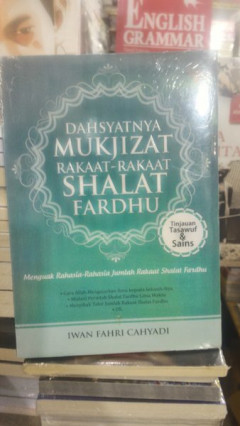 ENGLISH
GRAMMAR
DAHSYATNYA
MUKJIZAT
RAKAAT-RAKAAT
SHALAT
FARDHU
Tinjauan
Tasawuf
&
Sains
Menguak Rahasia-Rahasia Jumlah Rakaat Shalat Fardhu
IWAN FAHRI CAHYADI